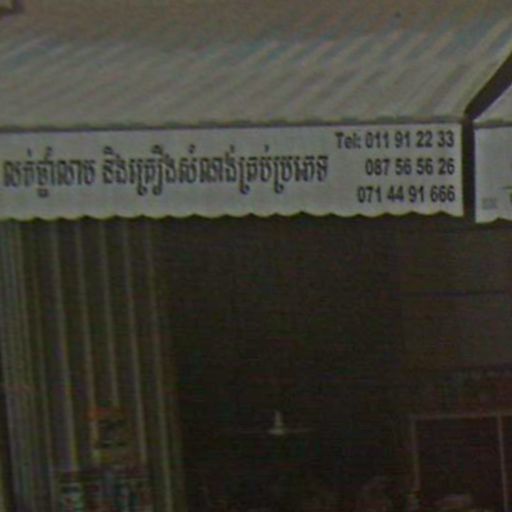 លក់ថ្នាំលាប និងគ្រឿងសំណង់គ្រប់ប្រភេទ
Tel: 011 91 22 33
087 56 56 26
071 44 91 666